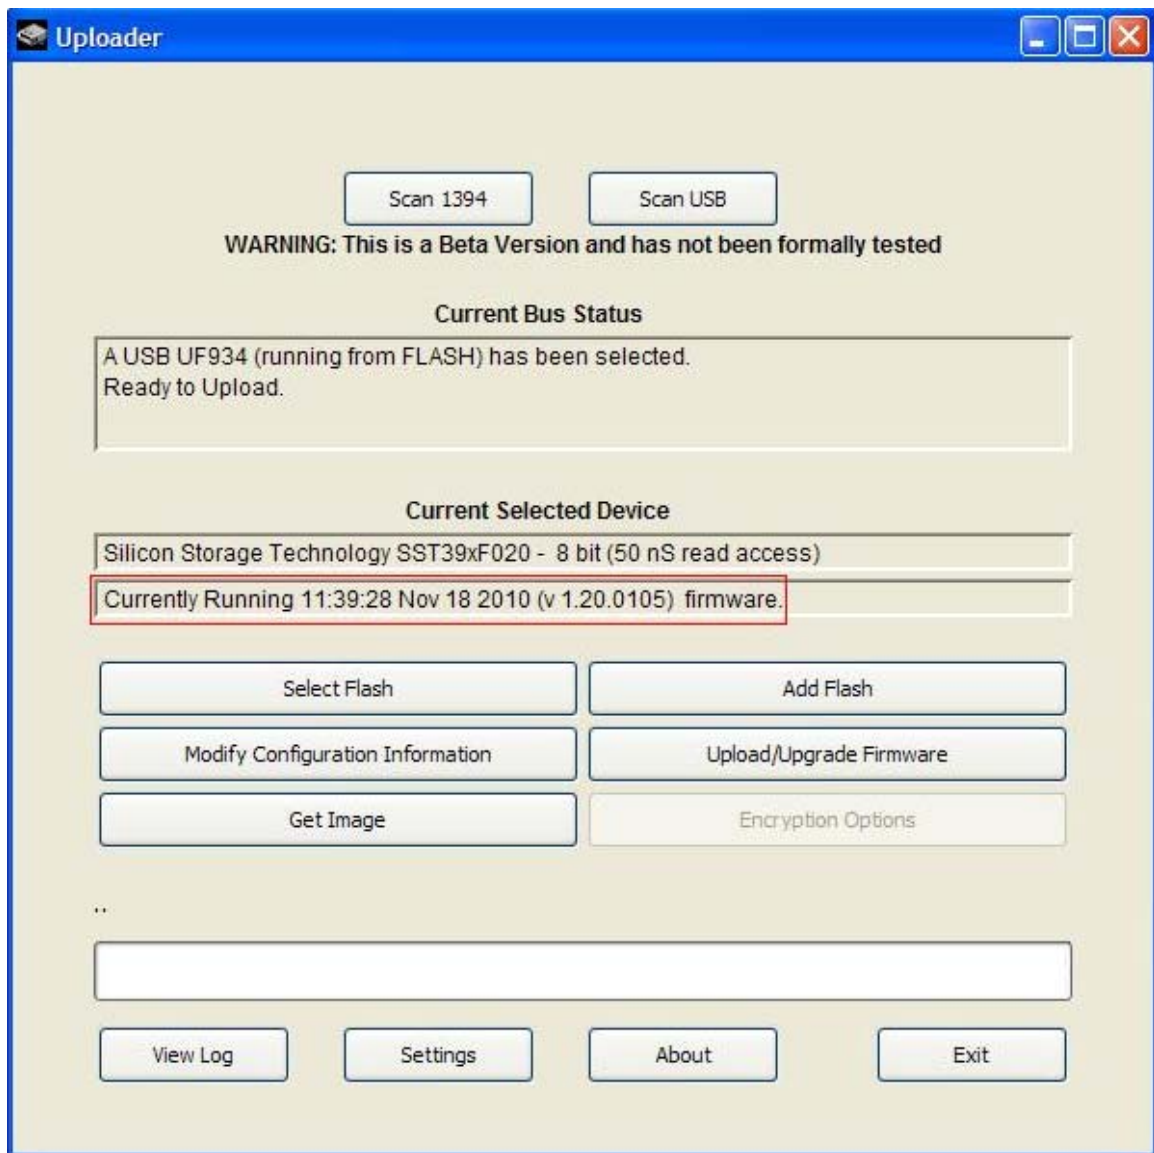 Uploader
Scan 1394
Scan USB
WARNING: This is a Beta Version and has not been formally tested
Current Bus Status
A USB UF934 (running from FLASH) has been selected.
Ready to Upload.
Current Selected Device
Silicon Storage Technology SST39xF020 - 8 bit (50 nS read access)
Currently Running 11:39:28 Nov 18 2010 (v 1.20.0105) firmware.
Select Flash
Add Flash
Modify Configuration Information
Upload/Upgrade Firmware
Get Image
Encryption Options
..
View Log
Settings
About
Exit